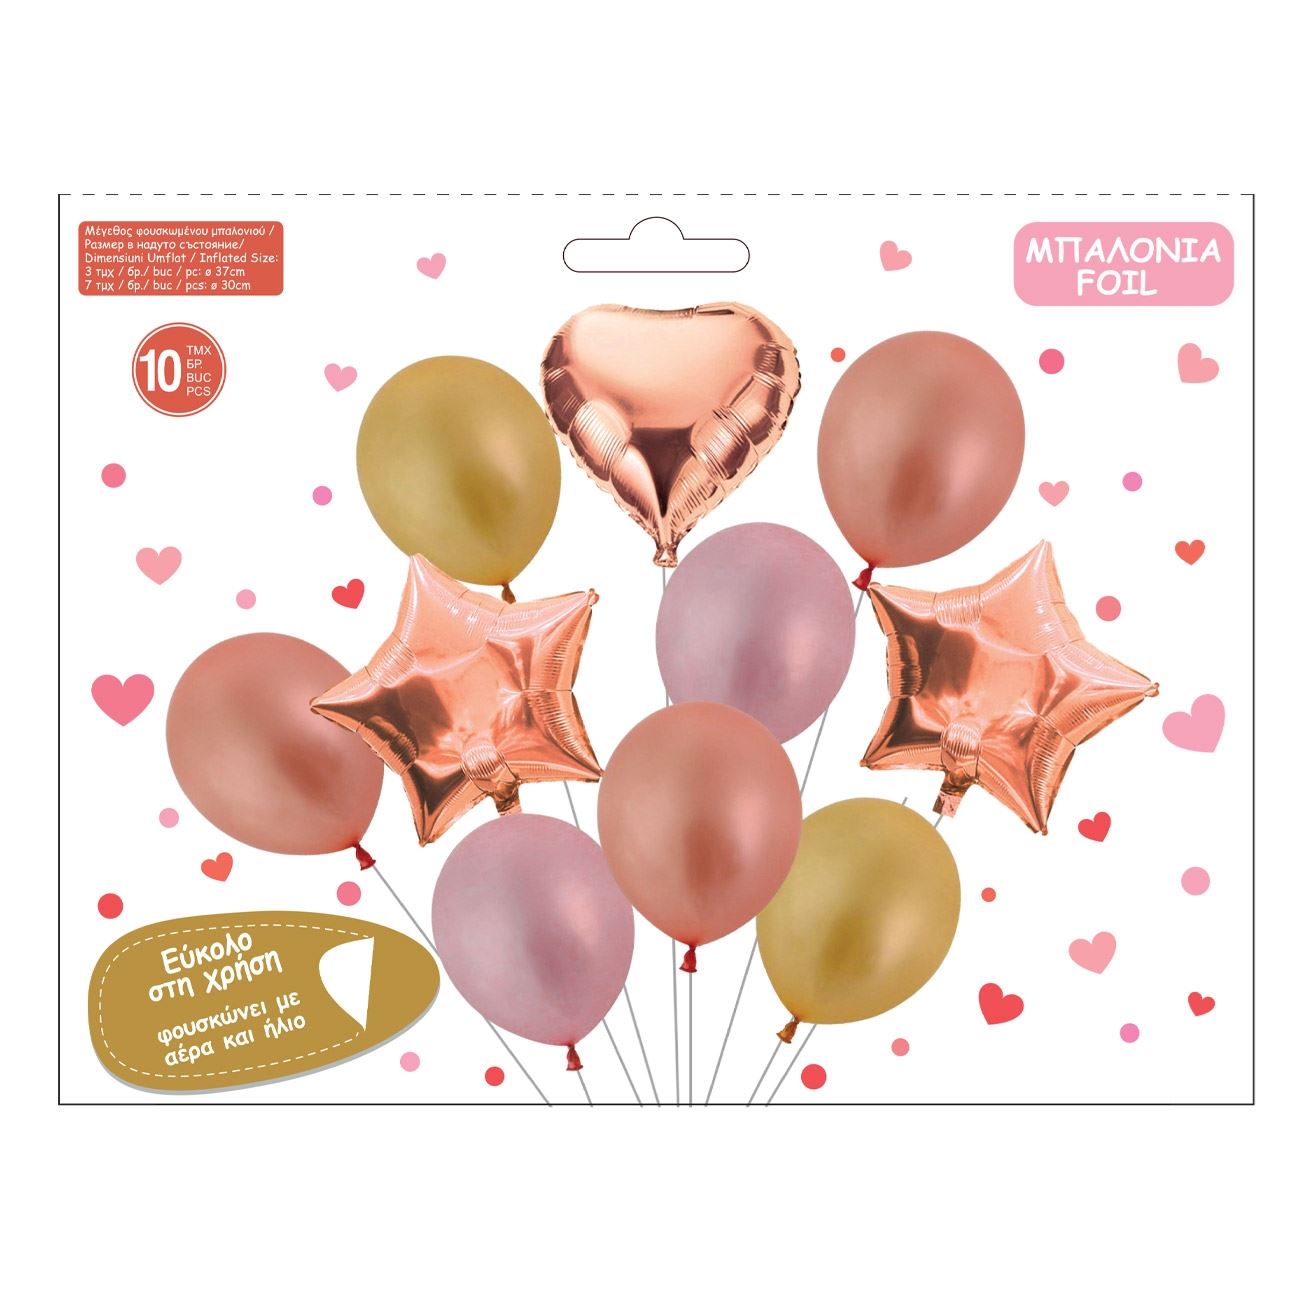 Μέγεθος φουσκωμένου μπαλονιού /
Размер в надуто състояние/
Dimensiuni Umflat / Inflated Size:
3 τμχ / бр./ buc / pc: ø 37cm
7 τμχ / бр./ buc / pcs: ø 30cm
ΜΠΑΛΟΝΙΑ
FOIL
10
ΤΜΧ
БР.
BUC
PCS
Εύκολο
στη χρήση
φουσκώνει με
αέρα και ήλιο